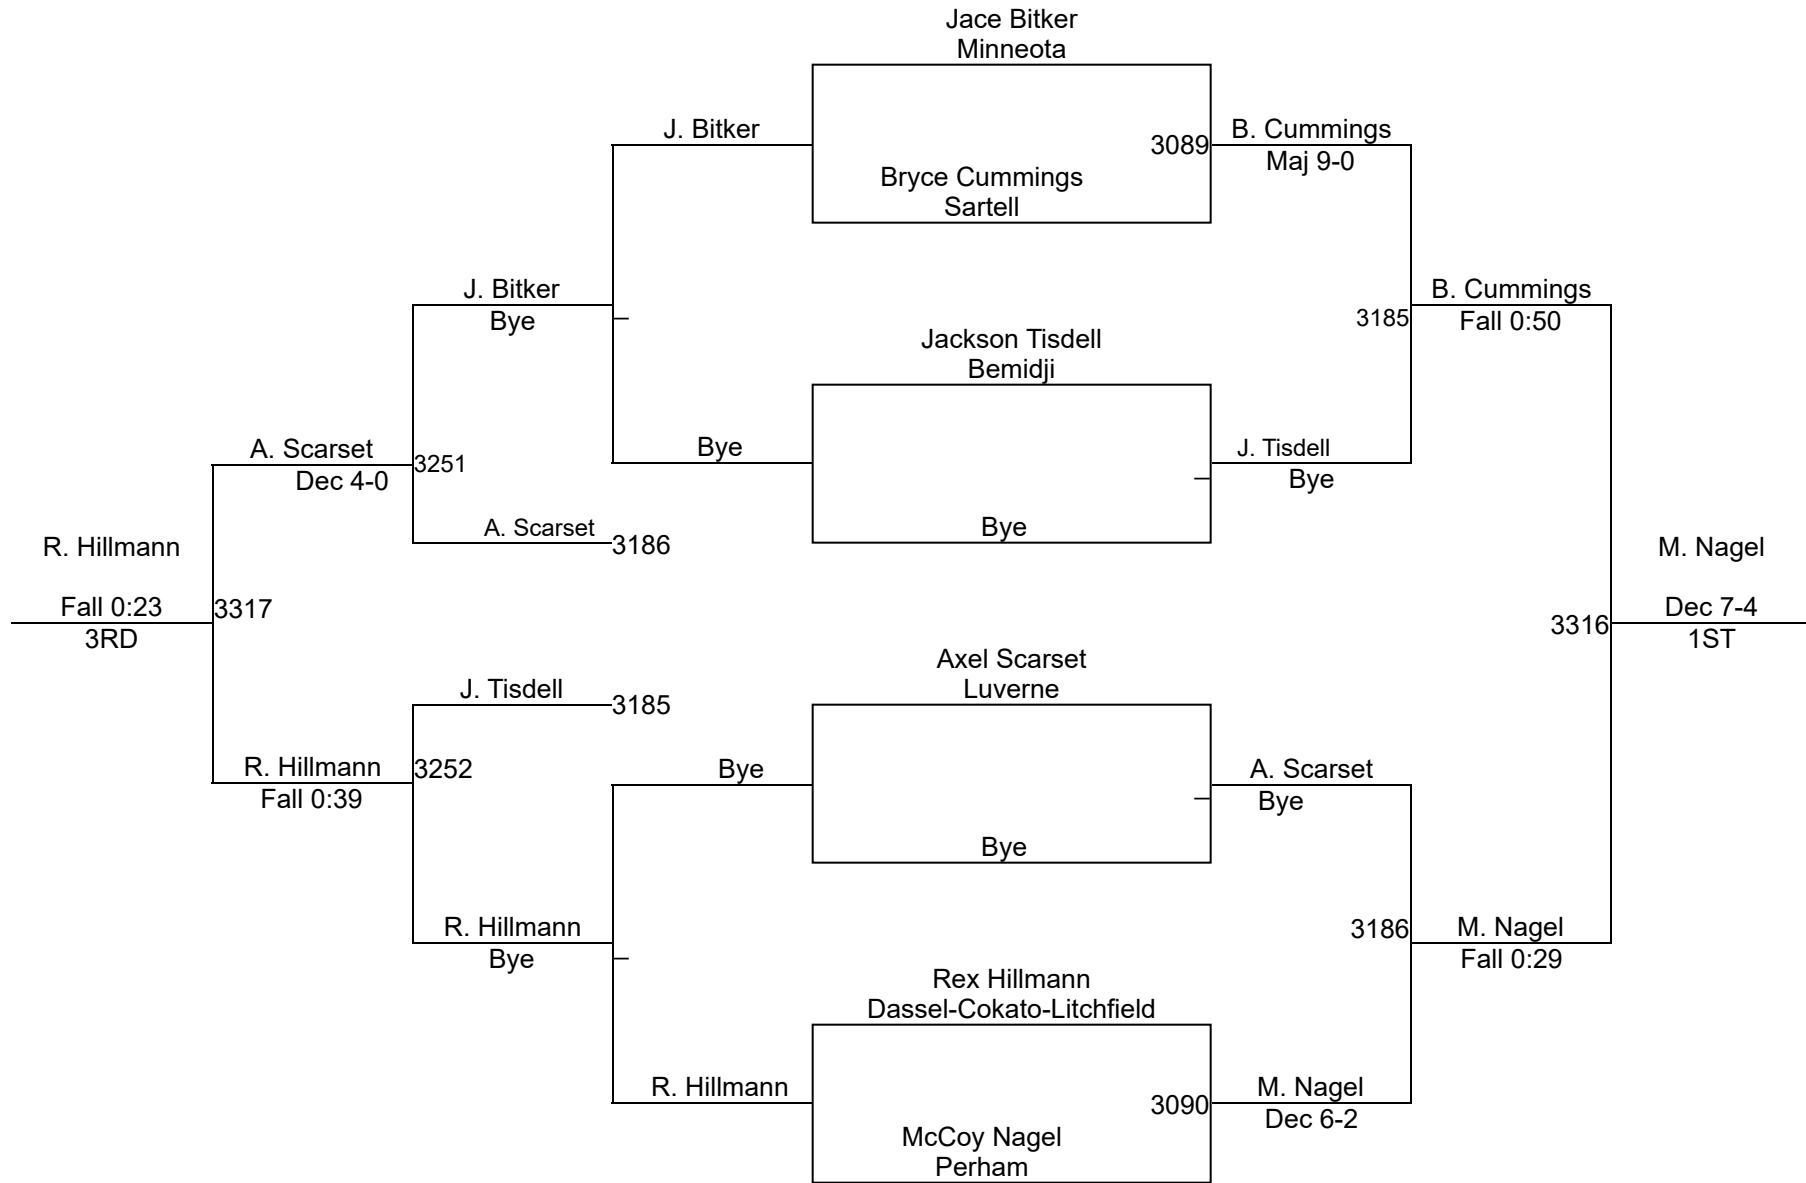 Jace Bitker
Minneota
J. Bitker
3089
B. Cummings
Maj 9-0
Bryce Cummings
Sartell
J. Bitker
Bye
B. Cummings
Fall 0:50
3185
Jackson Tisdell
Bemidji
A. Scarset
Dec 4-0
3251
Bye
J. Tisdell
Bye
A. Scarset
3186
Bye
R. Hillmann
Fall 0:23
3RD
3317
M. Nagel
Dec 7-4
1ST
3316
Axel Scarset
Luverne
J. Tisdell
3185
R. Hillmann
Fall 0:39
3252
Bye
A. Scarset
Bye
Bye
R. Hillmann
Bye
3186
M. Nagel
Fall 0:29
Rex Hillmann
Dassel-Cokato-Litchfield
R. Hillmann
3090
M. Nagel
Dec 6-2
McCoy Nagel
Perham